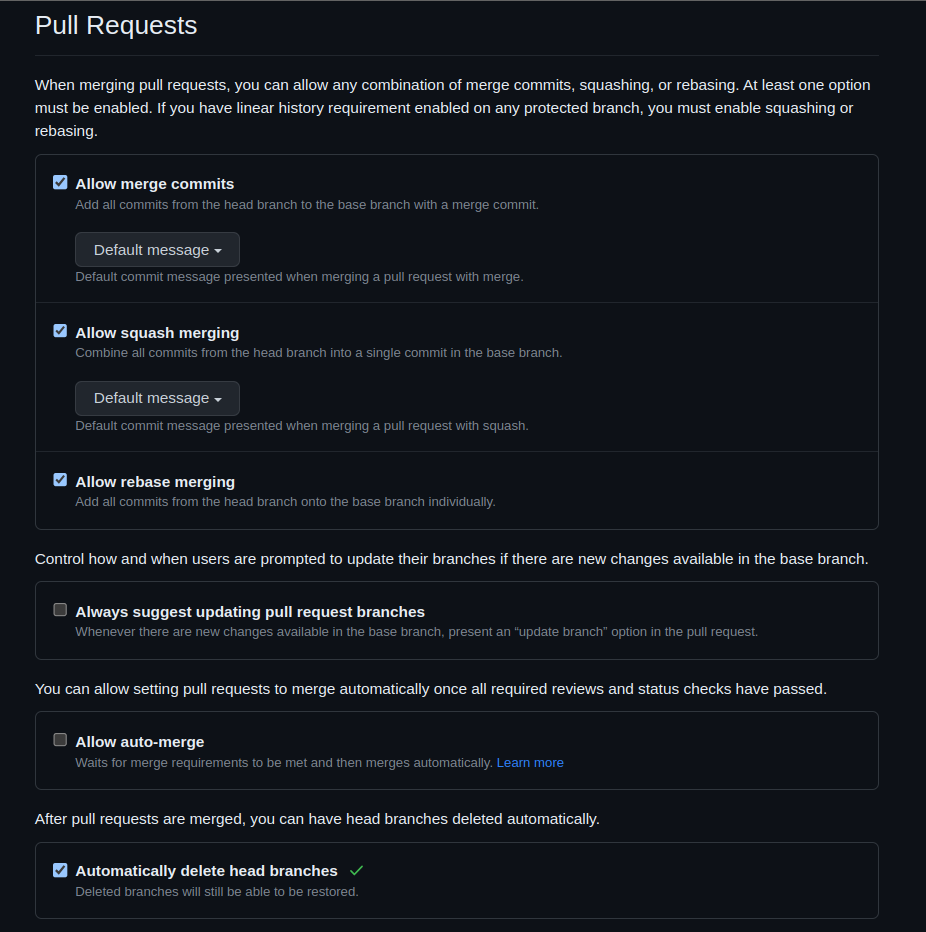 Pull Requests
When merging pull requests, you can allow any combination of merge commits, squashing, or rebasing. At least one option
must be enabled. If you have linear history requirement enabled on any protected branch, you must enable squashing or
rebasing.
Allow merge commits
Add all commits from the head branch to the base branch with a merge commit.
Default message
Default commit message presented when merging a pull request with merge.
Allow squash merging
Combine all commits from the head branch into a single commit in the base branch.
Default message
Default commit message presented when merging a pull request with squash.
Allow rebase merging
Add all commits from the head branch onto the base branch individually.
Control how and when users are prompted to update their branches if there are new changes available in the base branch.
Always suggest updating pull request branches
Whenever there are new changes available in the base branch, present an “update branch” option in the pull request.
You can allow setting pull requests to merge automatically once all required reviews and status checks have passed.
Allow auto-merge
Waits for merge requirements to be met and then merges automatically. Learn more
After pull requests are merged, you can have head branches deleted automatically.
Automatically delete head branches
Deleted branches will still be able to be restored.